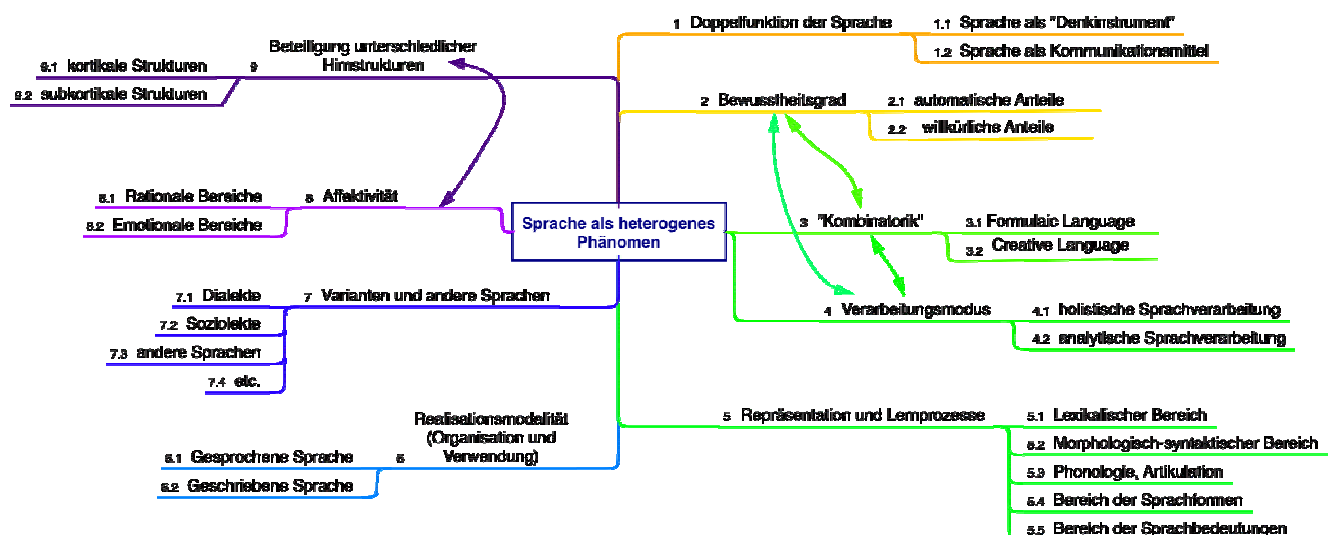 Sprache als heterogenes
Phänomen
1 Doppelfunktion der Sprache
1.1 Sprache als "Denkinstrument"
1.2 Sprache als Kommunikationsmittel
2 Bewusstheitsgrad
2.1 automatische Anteile
2.2 willkürliche Anteile
3 "Kombinatorik"
3.1 Formulaic Language
3.2 Creative Language
4 Verarbeitungsmodus
4.1 holistische Sprachverarbeitung
4.2 analytische Sprachverarbeitung
5 Repräsentation und Lernprozesse
5.1 Lexikalischer Bereich
5.2 Morphologisch-syntaktischer Bereich
5.3 Phonologie, Artikulation
5.4 Bereich der Sprachformen
5.5 Bereich der Sprachbedeutungen
6 Realisationsmodalität
(Organisation und
Verwendung)
6.1 Gesprochene Sprache
6.2 Geschriebene Sprache
7 Varianten und andere Sprachen
7.1 Dialekte
7.2 Soziolekte
7.3 andere Sprachen
7.4 etc.
8 Affektivität
8.1 Rationale Bereiche
8.2 Emotionale Bereiche
9 Beteiligung unterschiedlicher
Hirnstrukturen
9.1 kortikale Strukturen
9.2 subkortikale Strukturen